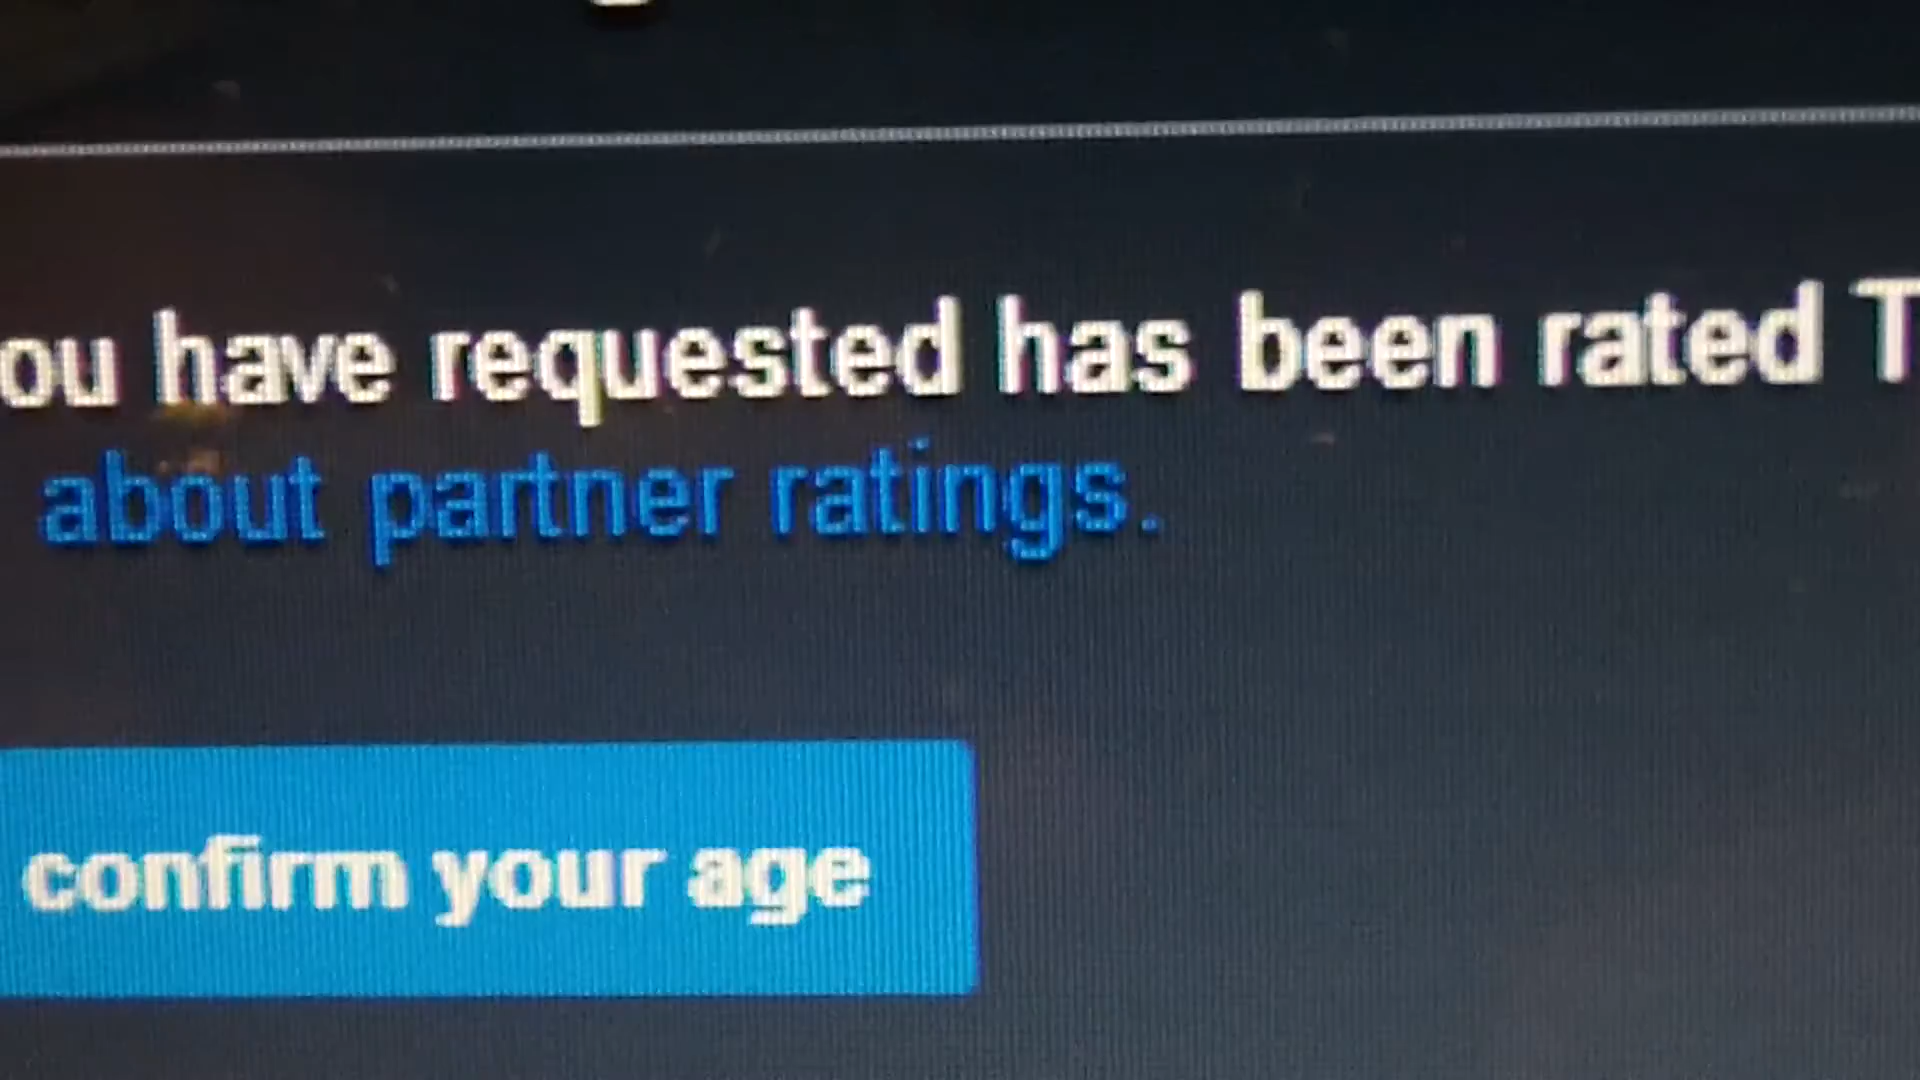 ou have requested has been rated T
about partner ratings.
confirm your age